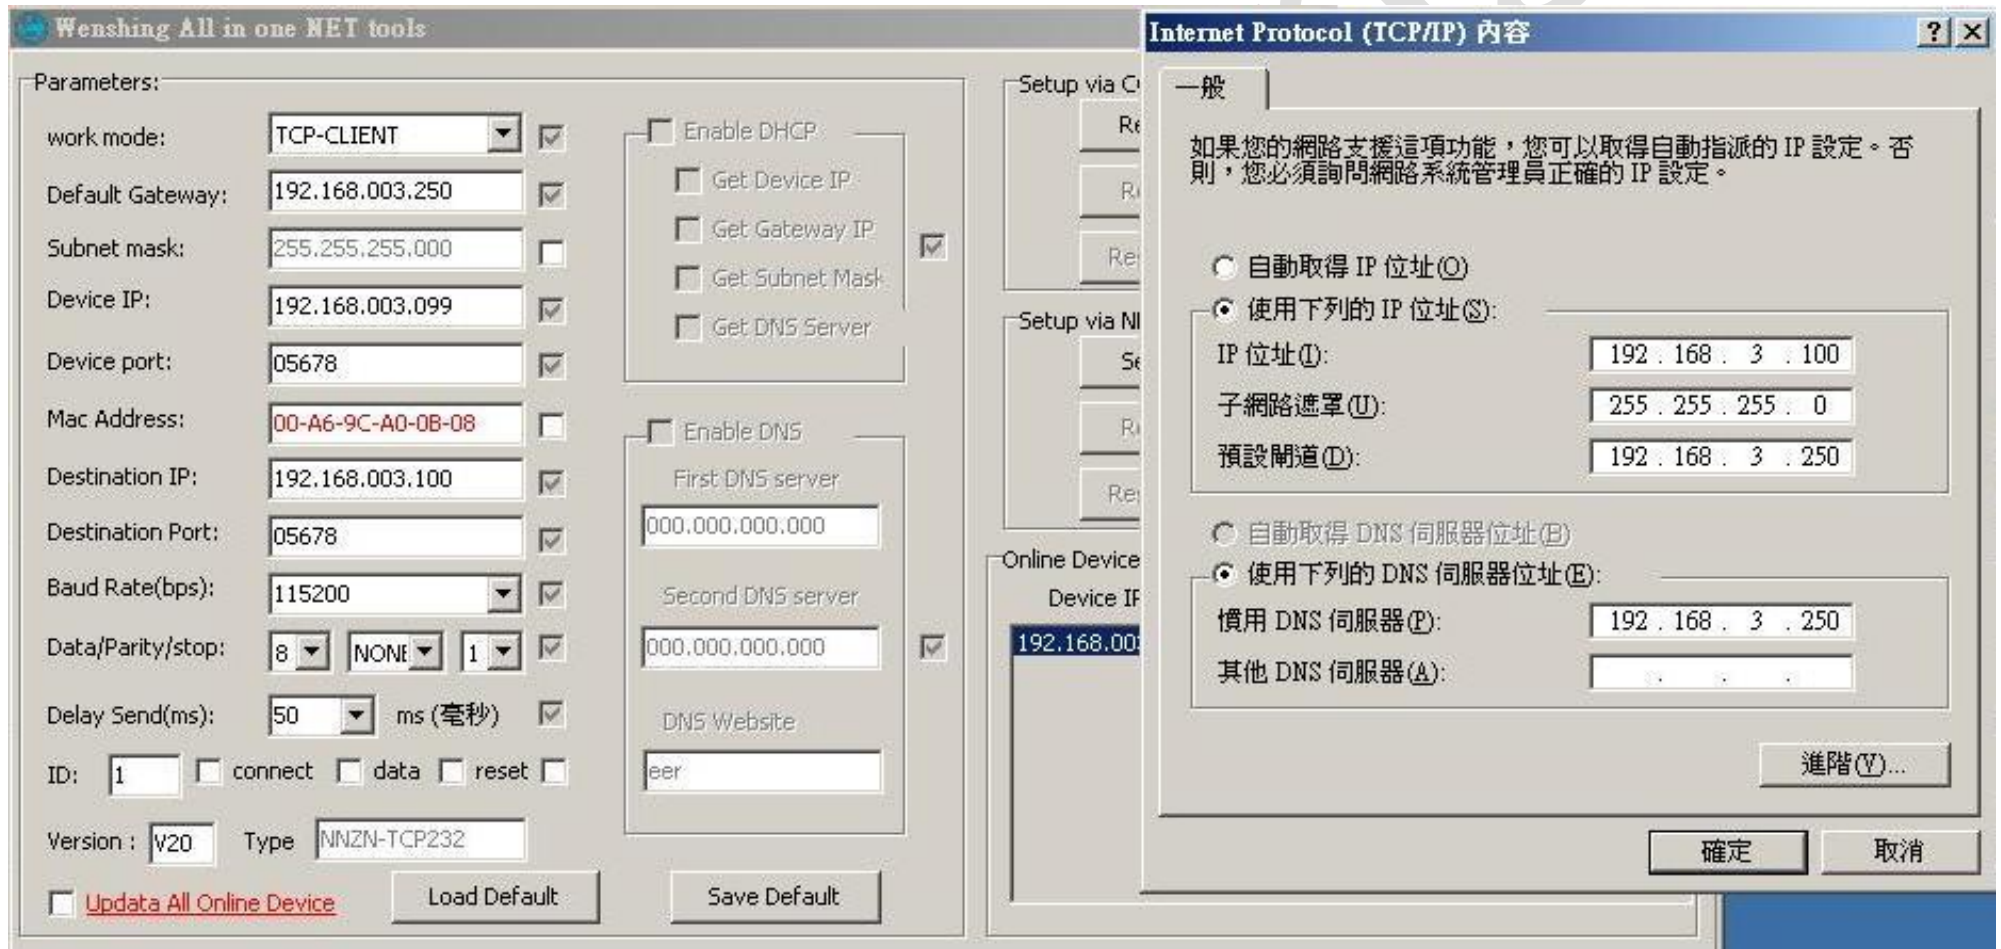 Wenshing All in one NET tools
Parameters:
work mode: TCP-CLIENT
Default Gateway: 192.168.003.250
Subnet mask: 255.255.255.000
Device IP: 192.168.003.099
Device port: 05678
Mac Address: 00-A6-9C-A0-0B-08
Destination IP: 192.168.003.100
Destination Port: 05678
Baud Rate(bps): 115200
Data/Parity/stop: 8 NONE 1
Delay Send(ms): 50 ms (毫秒)
ID: 1 connect data reset
Version : V20 Type NNZN-TCP232
Updata All Online Device Load Default Save Default
Enable DHCP
Get Device IP
Get Gateway IP
Get Subnet Mask
Get DNS Server
Enable DNS
First DNS server
000.000.000.000
Second DNS server
000.000.000.000
DNS Website
eer
Setup via
Setup via
Online Device
Device IP
Internet Protocol (TCP/IP) 內容
一般
如果您的網路支援這項功能，您可以取得自動指派的 IP 設定。否
則，您必須詢問網路系統管理員正確的 IP 設定。
自動取得 IP 位址(O)
使用下列的 IP 位址(S):
IP 位址(I): 192 . 168 . 3 . 100
子網路遮罩(U): 255 . 255 . 255 . 0
預設閘道(D): 192 . 168 . 3 . 250
自動取得 DNS 伺服器位址(B)
使用下列的 DNS 伺服器位址(E):
慣用 DNS 伺服器(P): 192 . 168 . 3 . 250
其他 DNS 伺服器(A): . . .
進階(V)...
確定 取消